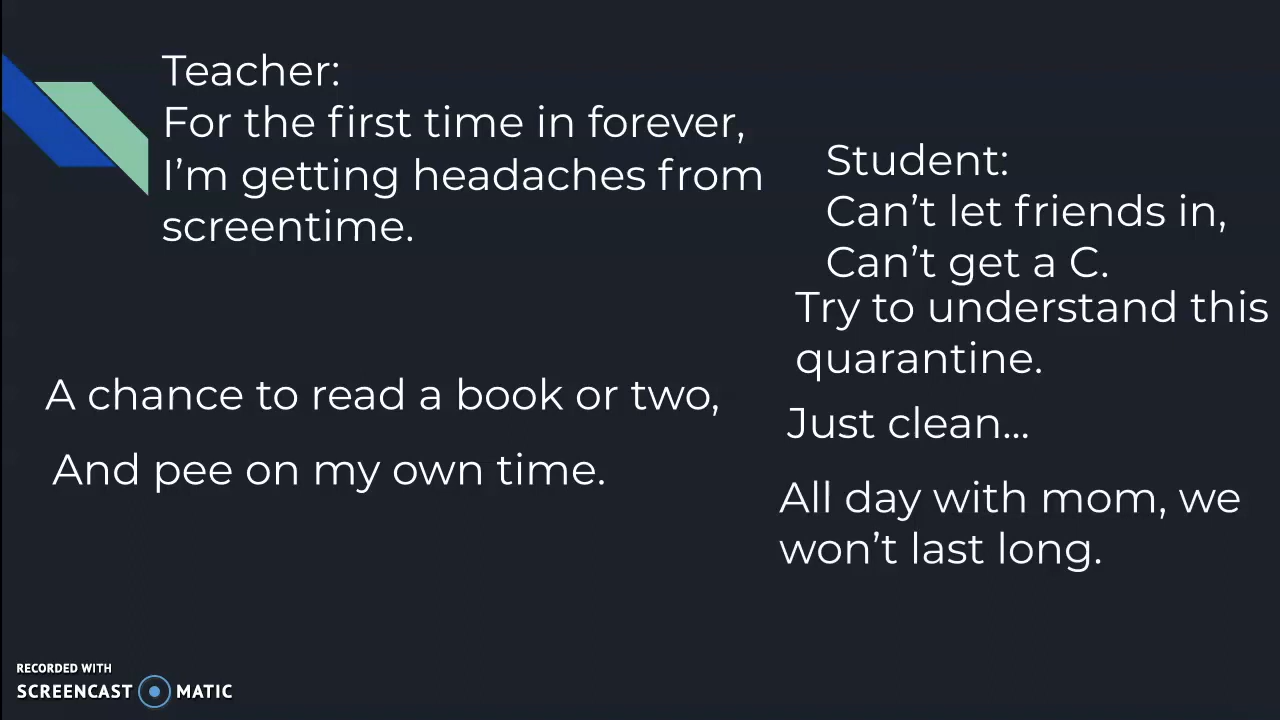 Teacher:
For the first time in forever,
I’m getting headaches from
screentime.
A chance to read a book or two,
And pee on my own time.
Student:
Can’t let friends in,
Can’t get a C.
Try to understand this
quarantine.
Just clean...
All day with mom, we
won’t last long.
RECORDED WITH
SCREENCAST MATIC